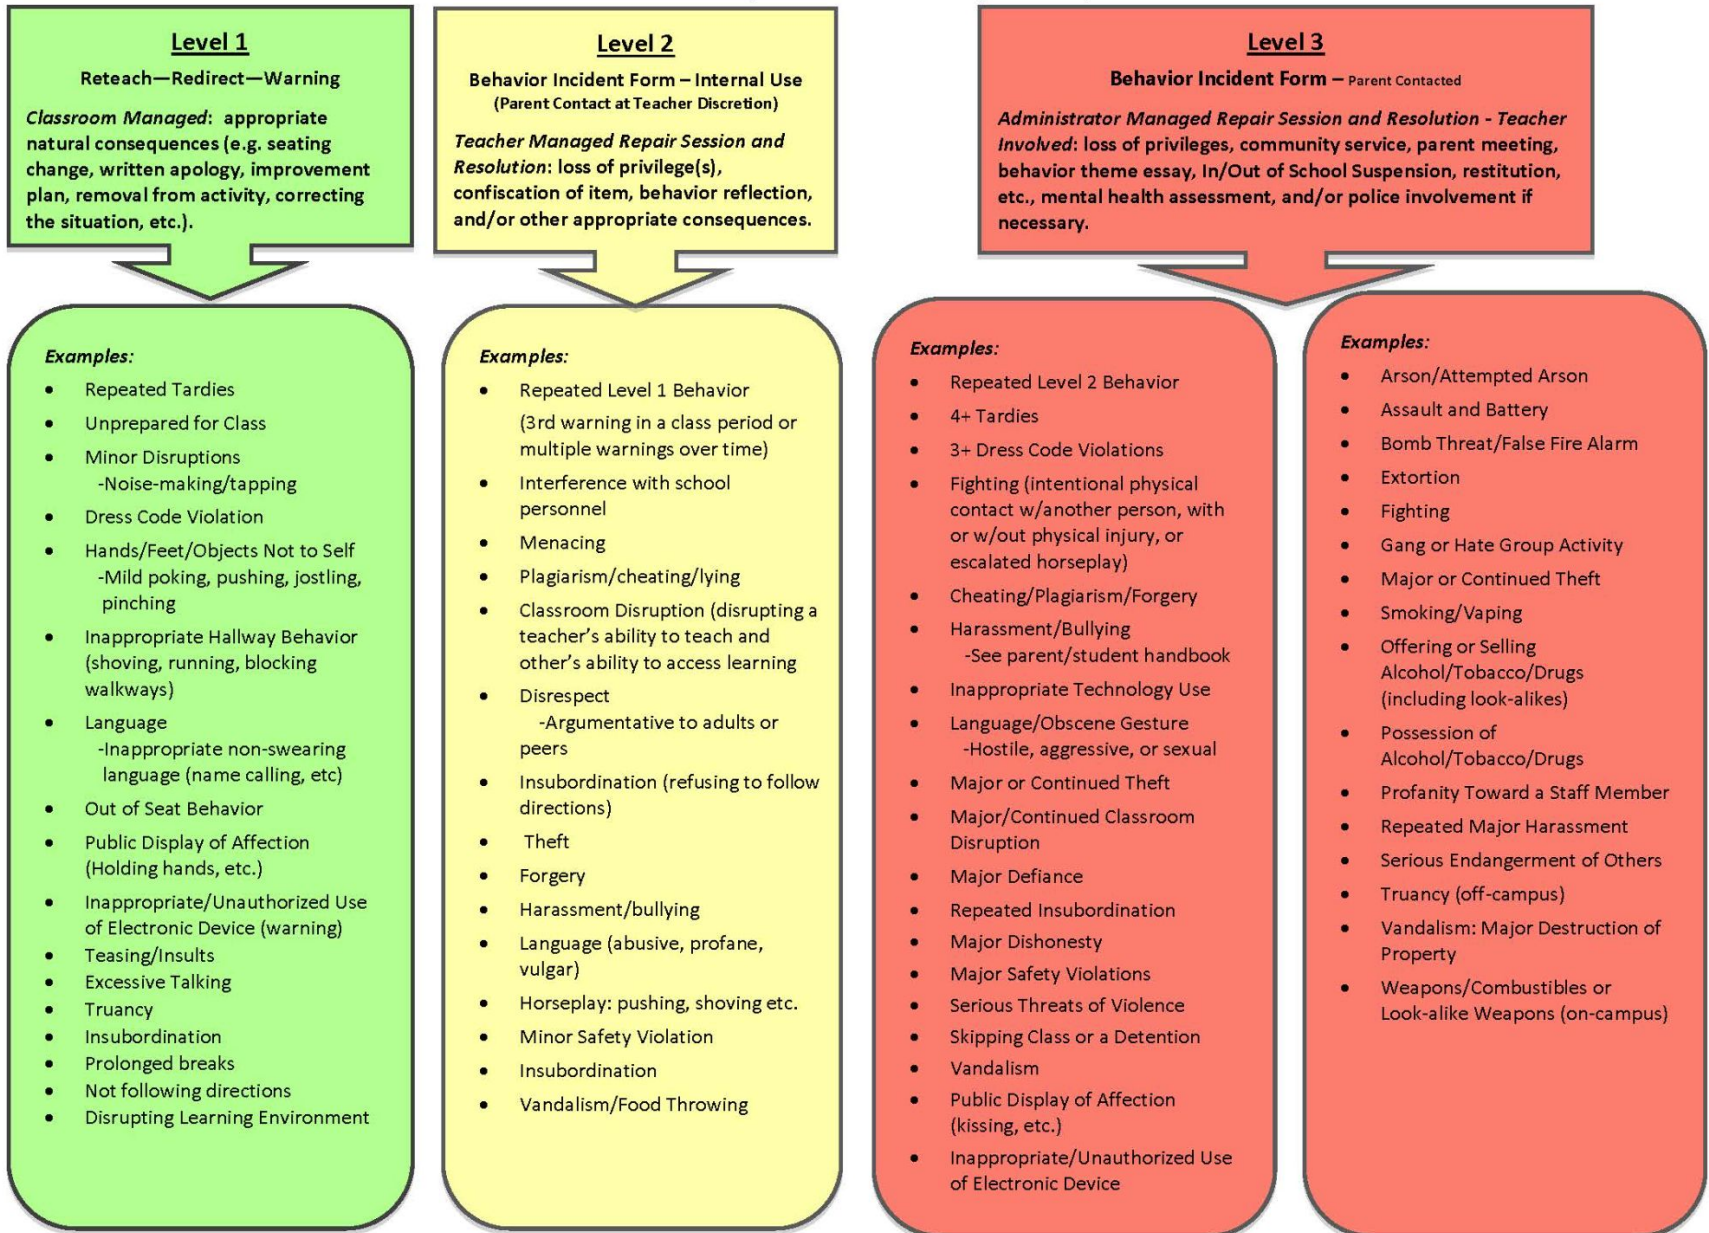 Level 1
Reteach—Redirect—Warning
Classroom Managed: appropriate
natural consequences (e.g. seating
change, written apology, improvement
plan, removal from activity, correcting
the situation, etc.).
Level 2
Behavior Incident Form – Internal Use
(Parent Contact at Teacher Discretion)
Teacher Managed Repair Session and
Resolution: loss of privilege(s),
confiscation of item, behavior reflection,
and/or other appropriate consequences.
Level 3
Behavior Incident Form – Parent Contacted
Administrator Managed Repair Session and Resolution - Teacher
Involved: loss of privileges, community service, parent meeting,
behavior theme essay, In/Out of School Suspension, restitution,
etc., mental health assessment, and/or police involvement if
necessary.
Examples:
• Repeated Tardies
• Unprepared for Class
• Minor Disruptions
-Noise-making/tapping
• Dress Code Violation
• Hands/Feet/Objects Not to Self
-Mild poking, pushing, jostling,
pinching
• Inappropriate Hallway Behavior
(shoving, running, blocking
walkways)
• Language
-Inappropriate non-swearing
language (name calling, etc)
• Out of Seat Behavior
• Public Display of Affection
(Holding hands, etc.)
• Inappropriate/Unauthorized Use
of Electronic Device (warning)
• Teasing/Insults
• Excessive Talking
• Truancy
• Insubordination
• Prolonged breaks
• Not following directions
• Disrupting Learning Environment
Examples:
• Repeated Level 1 Behavior
(3rd warning in a class period or
multiple warnings over time)
• Interference with school
personnel
• Menacing
• Plagiarism/cheating/lying
• Classroom Disruption (disrupting a
teacher’s ability to teach and
other’s ability to access learning
• Disrespect
-Argumentative to adults or
peers
• Insubordination (refusing to follow
directions)
• Theft
• Forgery
• Harassment/bullying
• Language (abusive, profane,
vulgar)
• Horseplay: pushing, shoving etc.
• Minor Safety Violation
• Insubordination
• Vandalism/Food Throwing
Examples:
• Repeated Level 2 Behavior
• 4+ Tardies
• 3+ Dress Code Violations
• Fighting (intentional physical
contact w/another person, with
or w/out physical injury, or
escalated horseplay)
• Cheating/Plagiarism/Forgery
• Harassment/Bullying
-See parent/student handbook
• Inappropriate Technology Use
• Language/Obscene Gesture
-Hostile, aggressive, or sexual
• Major or Continued Theft
• Major/Continued Classroom
Disruption
• Major Defiance
• Repeated Insubordination
• Major Dishonesty
• Major Safety Violations
• Serious Threats of Violence
• Skipping Class or a Detention
• Vandalism
• Public Display of Affection
(kissing, etc.)
• Inappropriate/Unauthorized Use
of Electronic Device
Examples:
• Arson/Attempted Arson
• Assault and Battery
• Bomb Threat/False Fire Alarm
• Extortion
• Fighting
• Gang or Hate Group Activity
• Major or Continued Theft
• Smoking/Vaping
• Offering or Selling
Alcohol/Tobacco/Drugs
(including look-alikes)
• Possession of
Alcohol/Tobacco/Drugs
• Profanity Toward a Staff Member
• Repeated Major Harassment
• Serious Endangerment of Others
• Truancy (off-campus)
• Vandalism: Major Destruction of
Property
• Weapons/Combustibles or
Look-alike Weapons (on-campus)